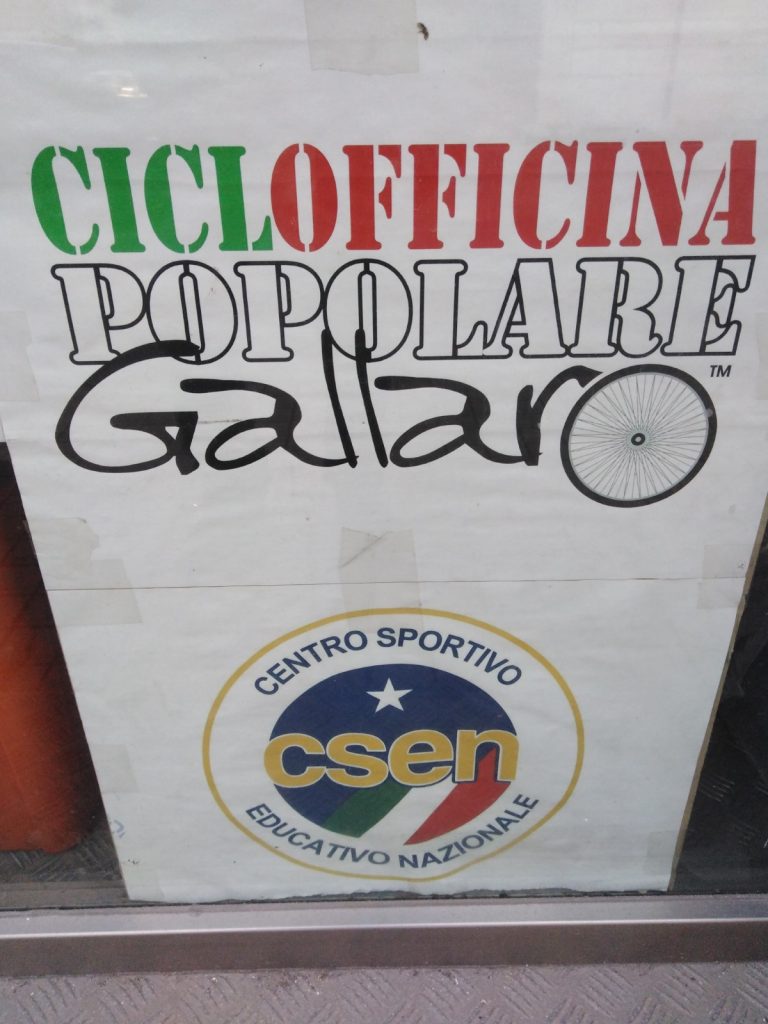 CICLOFFICINA
POPOLARE
Gallaro
TM
CENTRO SPORTIVO
csen
EDUCATIVO NAZIONALE